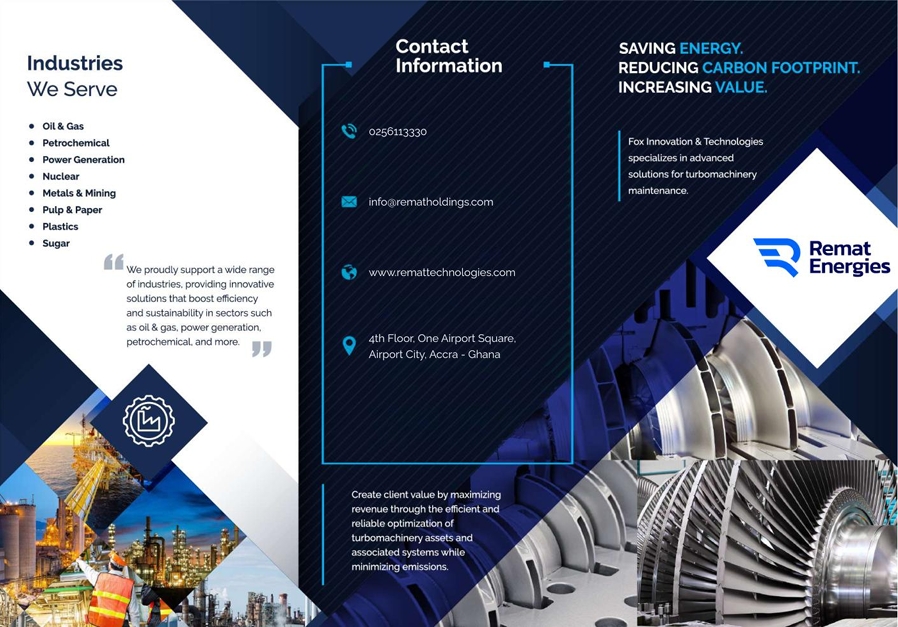 Industries
We Serve
Oil & Gas
Petrochemical
Power Generation
Nuclear
Metals & Mining
Pulp & Paper
Plastics
Sugar
“
We proudly support a wide range
of industries, providing innovative
solutions that boost efficiency
and sustainability in sectors such
as oil & gas, power generation,
petrochemical, and more.
”
Contact
Information
0256113330
info@rematholdings.com
www.remattechnologies.com
4th Floor, One Airport Square,
Airport City, Accra - Ghana
Create client value by maximizing
revenue through the efficient and
reliable optimization of
turbomachinery assets and
associated systems while
minimizing emissions.
SAVING ENERGY.
REDUCING CARBON FOOTPRINT.
INCREASING VALUE.
Fox Innovation & Technologies
specializes in advanced
solutions for turbomachinery
maintenance.
Remat
Energies